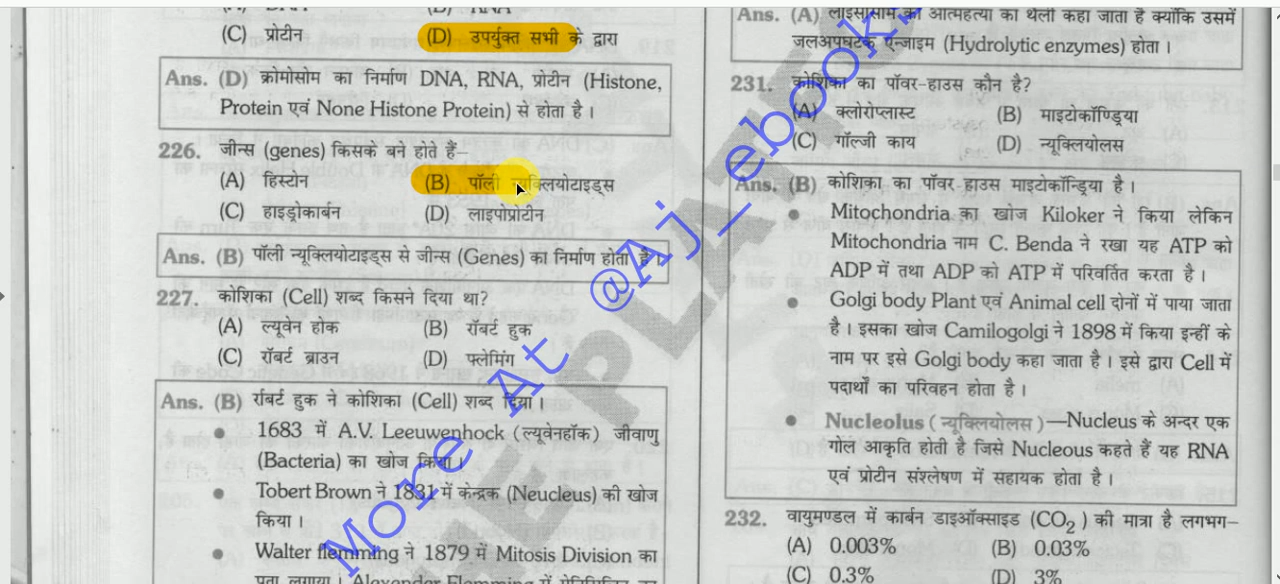 (C) प्रोटीन (D) उपर्युक्त सभी के द्वारा
Ans. (D) क्रोमोसोम का निर्माण DNA, RNA, प्रोटीन (Histone,
Protein एवं None Histone Protein) से होता है।
226. जीन्स (genes) किसके बने होते हैं–
(A) हिस्टोन (B) पॉली न्यूक्लियोटाइड्स
(C) हाइड्रोकार्बन (D) लाइपोप्रोटीन
Ans. (B) पॉली न्यूक्लियोटाइड्स से जीन्स (Genes) का निर्माण होता है।
227. कोशिका (Cell) शब्द किसने दिया था?
(A) ल्यूवेन हॉक (B) रॉबर्ट हुक
(C) रॉबर्ट ब्राउन (D) फ्लेमिंग
Ans. (B) रॉबर्ट हुक ने कोशिका (Cell) शब्द दिया।
● 1683 में A.V. Leeuwenhock (ल्यूवेनहॉक) जीवाणु
(Bacteria) का खोज किया।
● Tobert Brown ने 1831 में केन्द्रक (Neucleus) की खोज
किया।
● Walter flemming ने 1879 में Mitosis Division का
पता लगाया। Alexander Flemming
Ans. (A) लाइसोसोम को आत्महत्या की थैली कहा जाता है क्योंकि उसमें
जलअपघटक एन्जाइम (Hydrolytic enzymes) होता।
231. कोशिका का पॉवर-हाउस कौन है?
(A) क्लोरोप्लास्ट (B) माइटोकॉण्ड्रिया
(C) गॉल्जी काय (D) न्यूक्लियोलस
Ans. (B) कोशिका का पॉवर हाउस माइटोकॉन्ड्रिया है।
● Mitochondria का खोज Kiloker ने किया लेकिन
Mitochondria नाम C. Benda ने रखा यह ATP को
ADP में तथा ADP को ATP में परिवर्तित करता है।
● Golgi body Plant एवं Animal cell दोनों में पाया जाता
है। इसका खोज Camilogolgi ने 1898 में किया इन्हीं के
नाम पर इसे Golgi body कहा जाता है। इसे द्वारा Cell में
पदार्थों का परिवहन होता है।
● Nucleolus (न्यूक्लियोलस)—Nucleus के अन्दर एक
गोल आकृति होती है जिसे Nucleous कहते हैं यह RNA
एवं प्रोटीन संश्लेषण में सहायक होता है।
232. वायुमण्डल में कार्बन डाइऑक्साइड (CO₂) की मात्रा है लगभग–
(A) 0.003% (B) 0.03%
(C) 0.3% (D) 3%
More At @Aj_ebook
THE PLATE